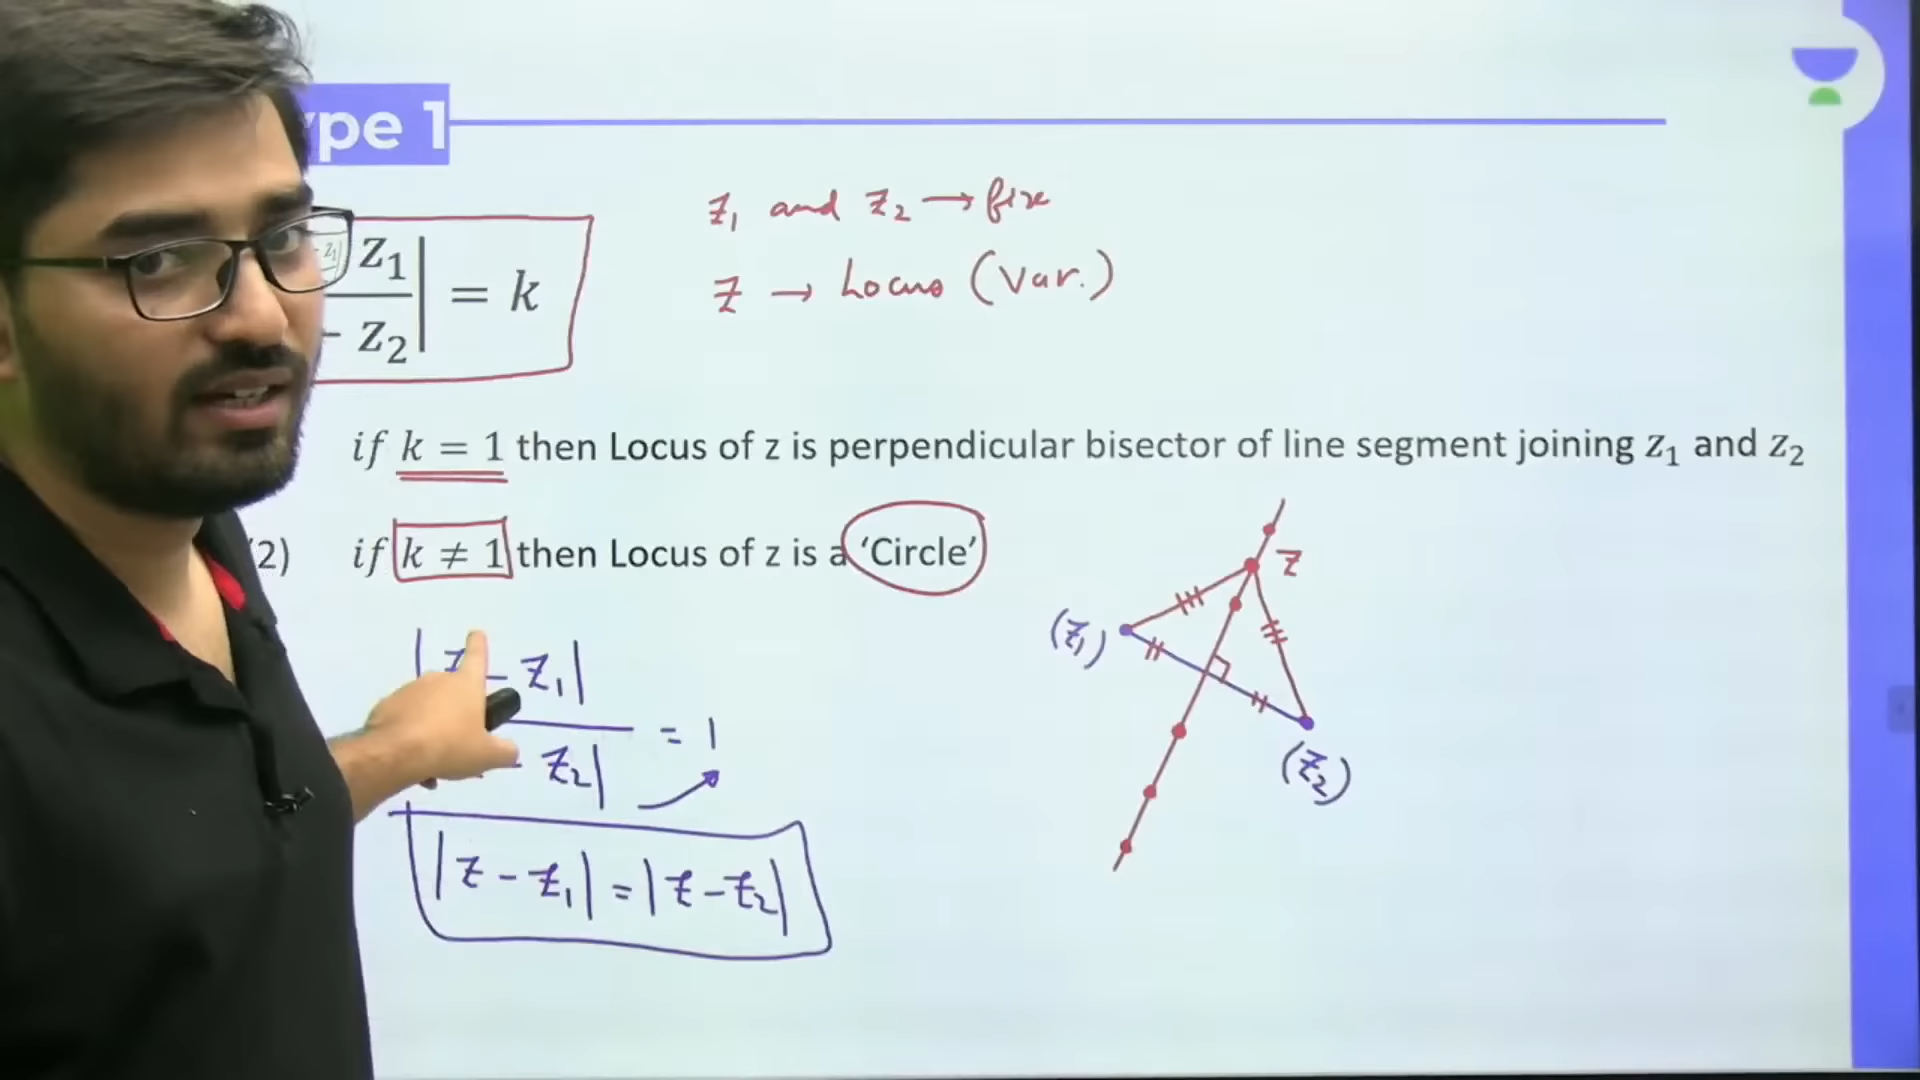 ype 1
z₁ and z₂ → fix
z₁
= k
- z₂
z → Locus (Var.)
if k = 1 then Locus of z is perpendicular bisector of line segment joining z₁ and z₂
2) if k ≠ 1 then Locus of z is a ‘Circle’
z
(z₁)
(z₂)
|z - z₁|
= 1
- z₂|
|z - z₁| = |z - z₂|